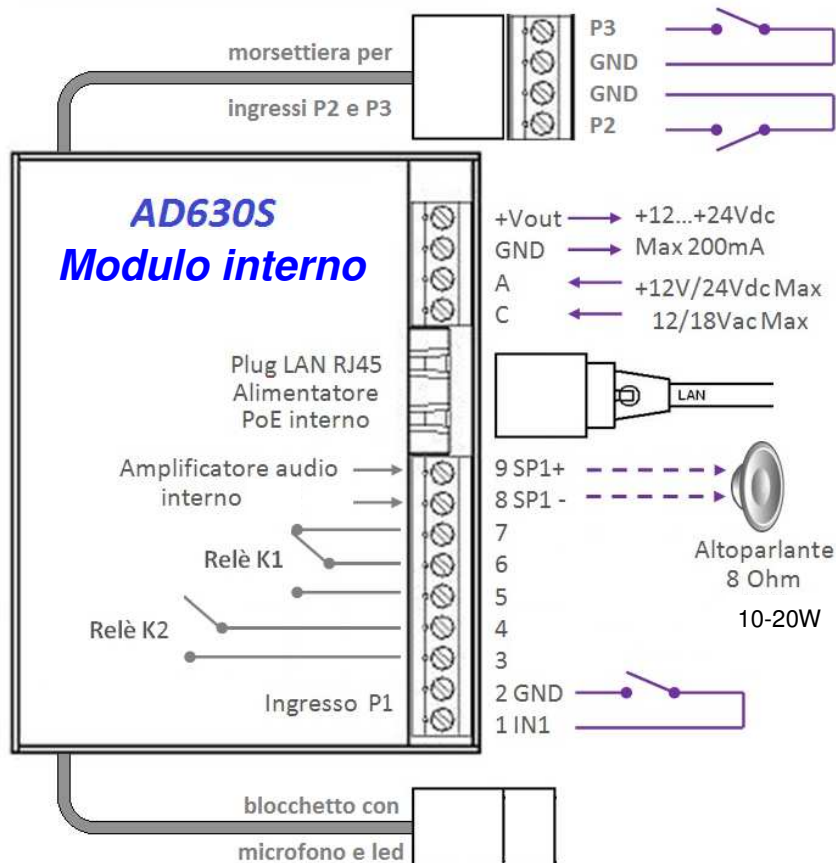 morsettiera per
ingressi P2 e P3
P3
GND
GND
P2
AD630S
Modulo interno
+Vout
+12...+24Vdc
GND
Max 200mA
A
+12V/24Vdc Max
C
12/18Vac Max
Plug LAN RJ45
Alimentatore
PoE interno
LAN
Amplificatore audio
interno
9 SP1+
8 SP1 -
7
6
5
4
3
Relè K1
Relè K2
Altoparlante
8 Ohm
10-20W
Ingresso P1
2 GND
1 IN1
blocchetto con
microfono e led